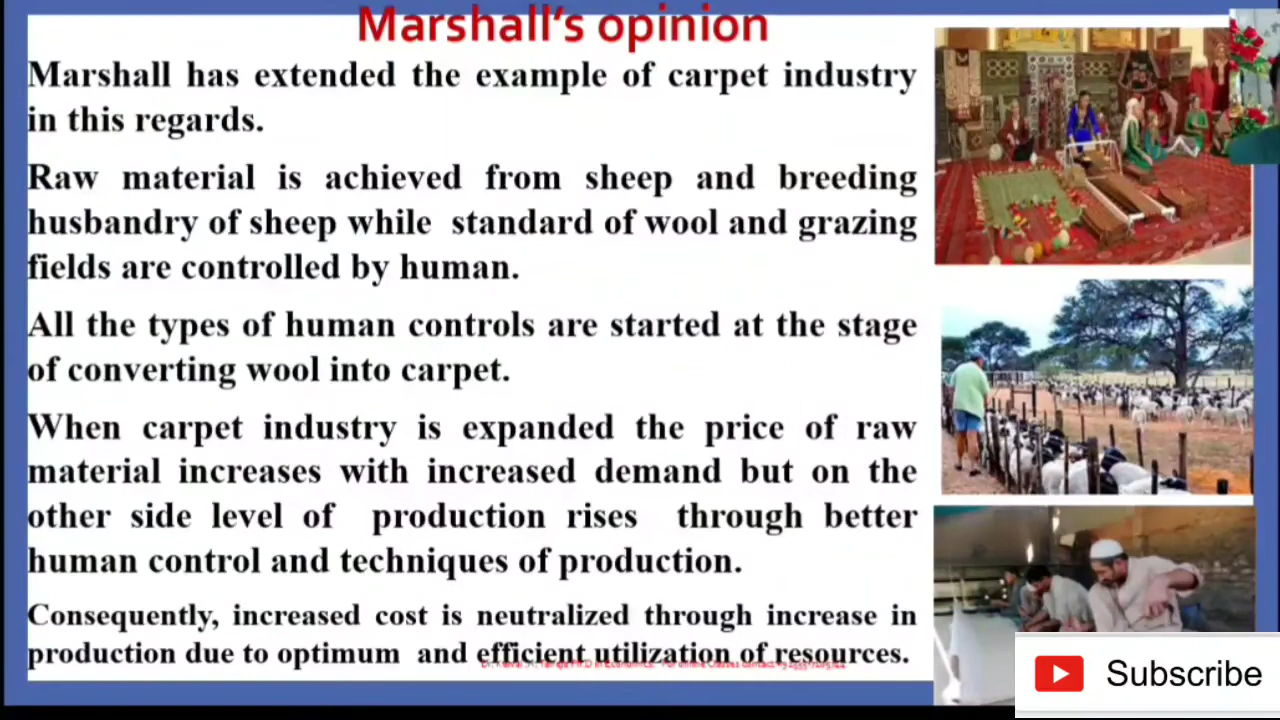 Marshall's opinion
Marshall has extended the example of carpet industry
in this regards.
Raw material is achieved from sheep and breeding
husbandry of sheep while standard of wool and grazing
fields are controlled by human.
All the types of human controls are started at the stage
of converting wool into carpet.
When carpet industry is expanded the price of raw
material increases with increased demand but on the
other side level of production rises through better
human control and techniques of production.
Consequently, increased cost is neutralized through increase in
production due to optimum and efficient utilization of resources.
Subscribe